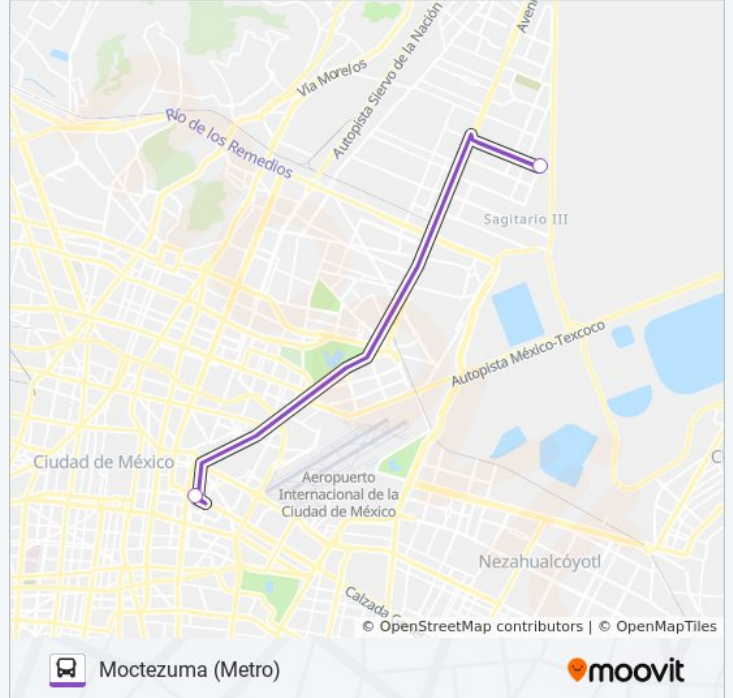 Aven
Vía Morelos
Autopista Siervo de la Nación
Río de los Remedios
Sagitario III
Autopista México-Texcoco
Ciudad de México
C
Aeropuerto
Internacional de la
Ciudad de México
Nezahualcóyotl
Calzada
© OpenStreetMap contributors | © OpenMapTiles
Moctezuma (Metro)
moovit